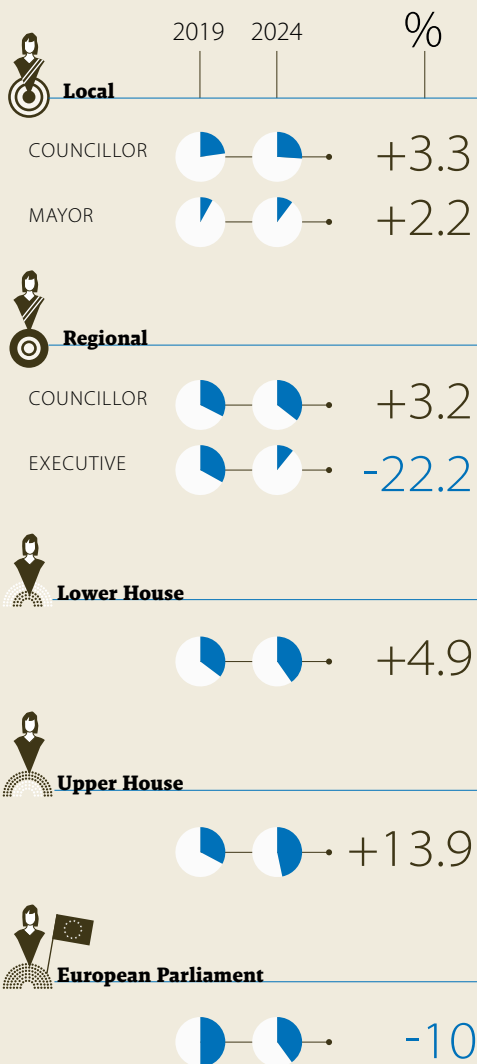 2019 2024 %
Local
COUNCILLOR +3.3
MAYOR +2.2
Regional
COUNCILLOR +3.2
EXECUTIVE -22.2
Lower House
+4.9
Upper House
+13.9
European Parliament
-10